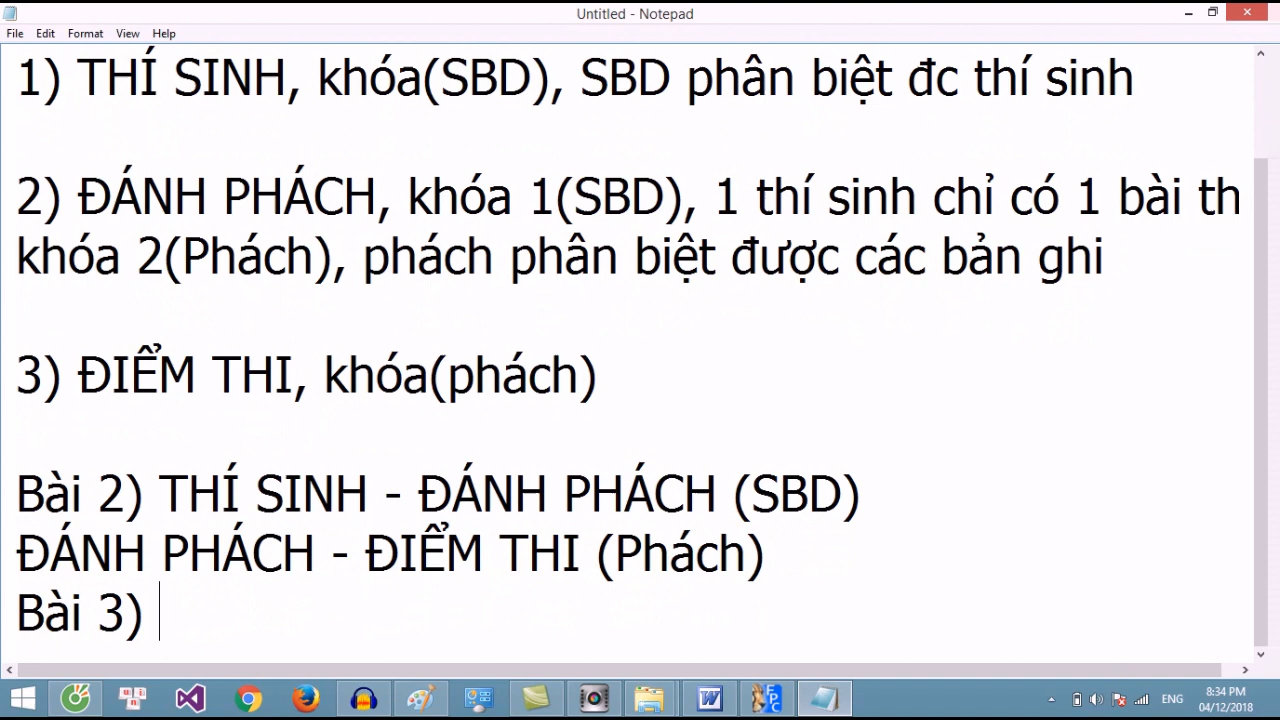 Untitled - Notepad
File Edit Format View Help
1) THÍ SINH, khóa(SBD), SBD phân biệt đc thí sinh
2) ĐÁNH PHÁCH, khóa 1(SBD), 1 thí sinh chỉ có 1 bài th
khóa 2(Phách), phách phân biệt được các bản ghi
3) ĐIỂM THI, khóa(phách)
Bài 2) THÍ SINH - ĐÁNH PHÁCH (SBD)
ĐÁNH PHÁCH - ĐIỂM THI (Phách)
Bài 3)
ENG
8:34 PM
04/12/2018